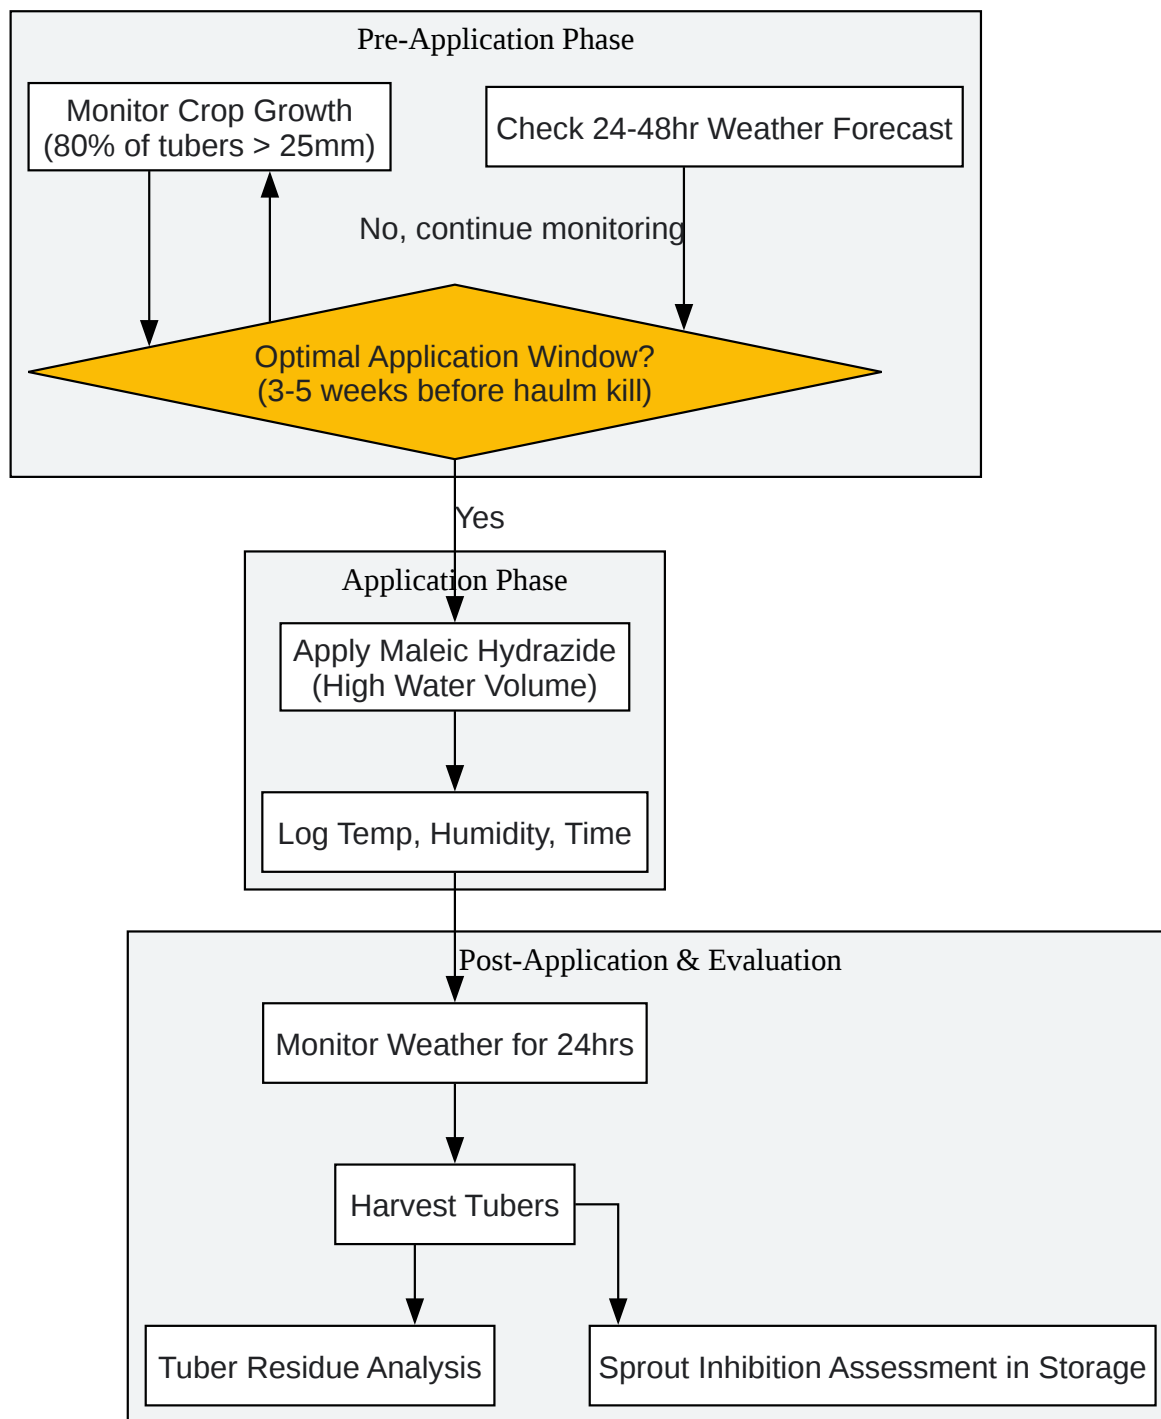 Pre-Application Phase
Monitor Crop Growth
(80% of tubers > 25mm)
Check 24-48hr Weather Forecast
No, continue monitoring
Optimal Application Window?
(3-5 weeks before haulm kill)
Yes
Application Phase
Apply Maleic Hydrazide
(High Water Volume)
Log Temp, Humidity, Time
Post-Application & Evaluation
Monitor Weather for 24hrs
Harvest Tubers
Tuber Residue Analysis
Sprout Inhibition Assessment in Storage